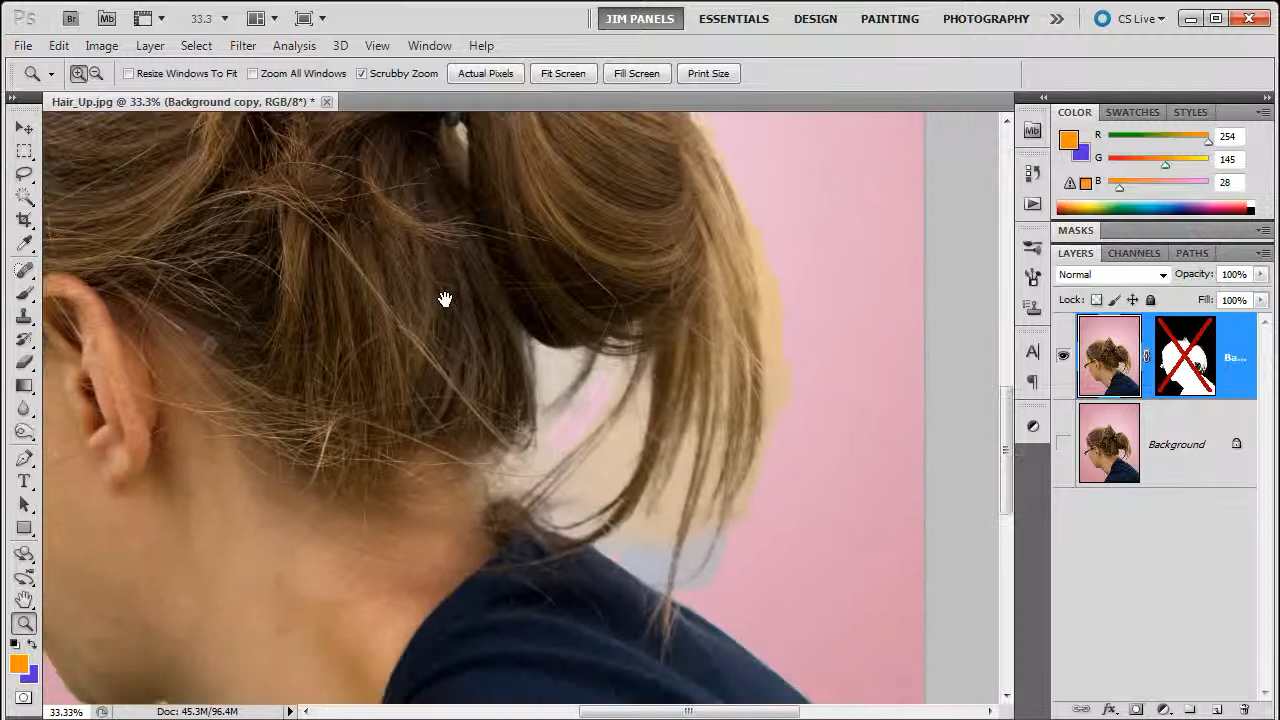 Ps Br Mb 33.3 JIM PANELS ESSENTIALS DESIGN PAINTING PHOTOGRAPHY CS Live
File Edit Image Layer Select Filter Analysis 3D View Window Help
Resize Windows To Fit Zoom All Windows Scrubby Zoom Actual Pixels Fit Screen Fill Screen Print Size
Hair_Up.jpg @ 33.3% (Background copy, RGB/8*) *
COLOR SWATCHES STYLES
Mb
R 254
G 145
B 28
MASKS
LAYERS CHANNELS PATHS
Normal Opacity: 100%
Lock: Fill: 100%
Ba...
Background
A
T
33.33% Doc: 45.3M/96.4M
fx